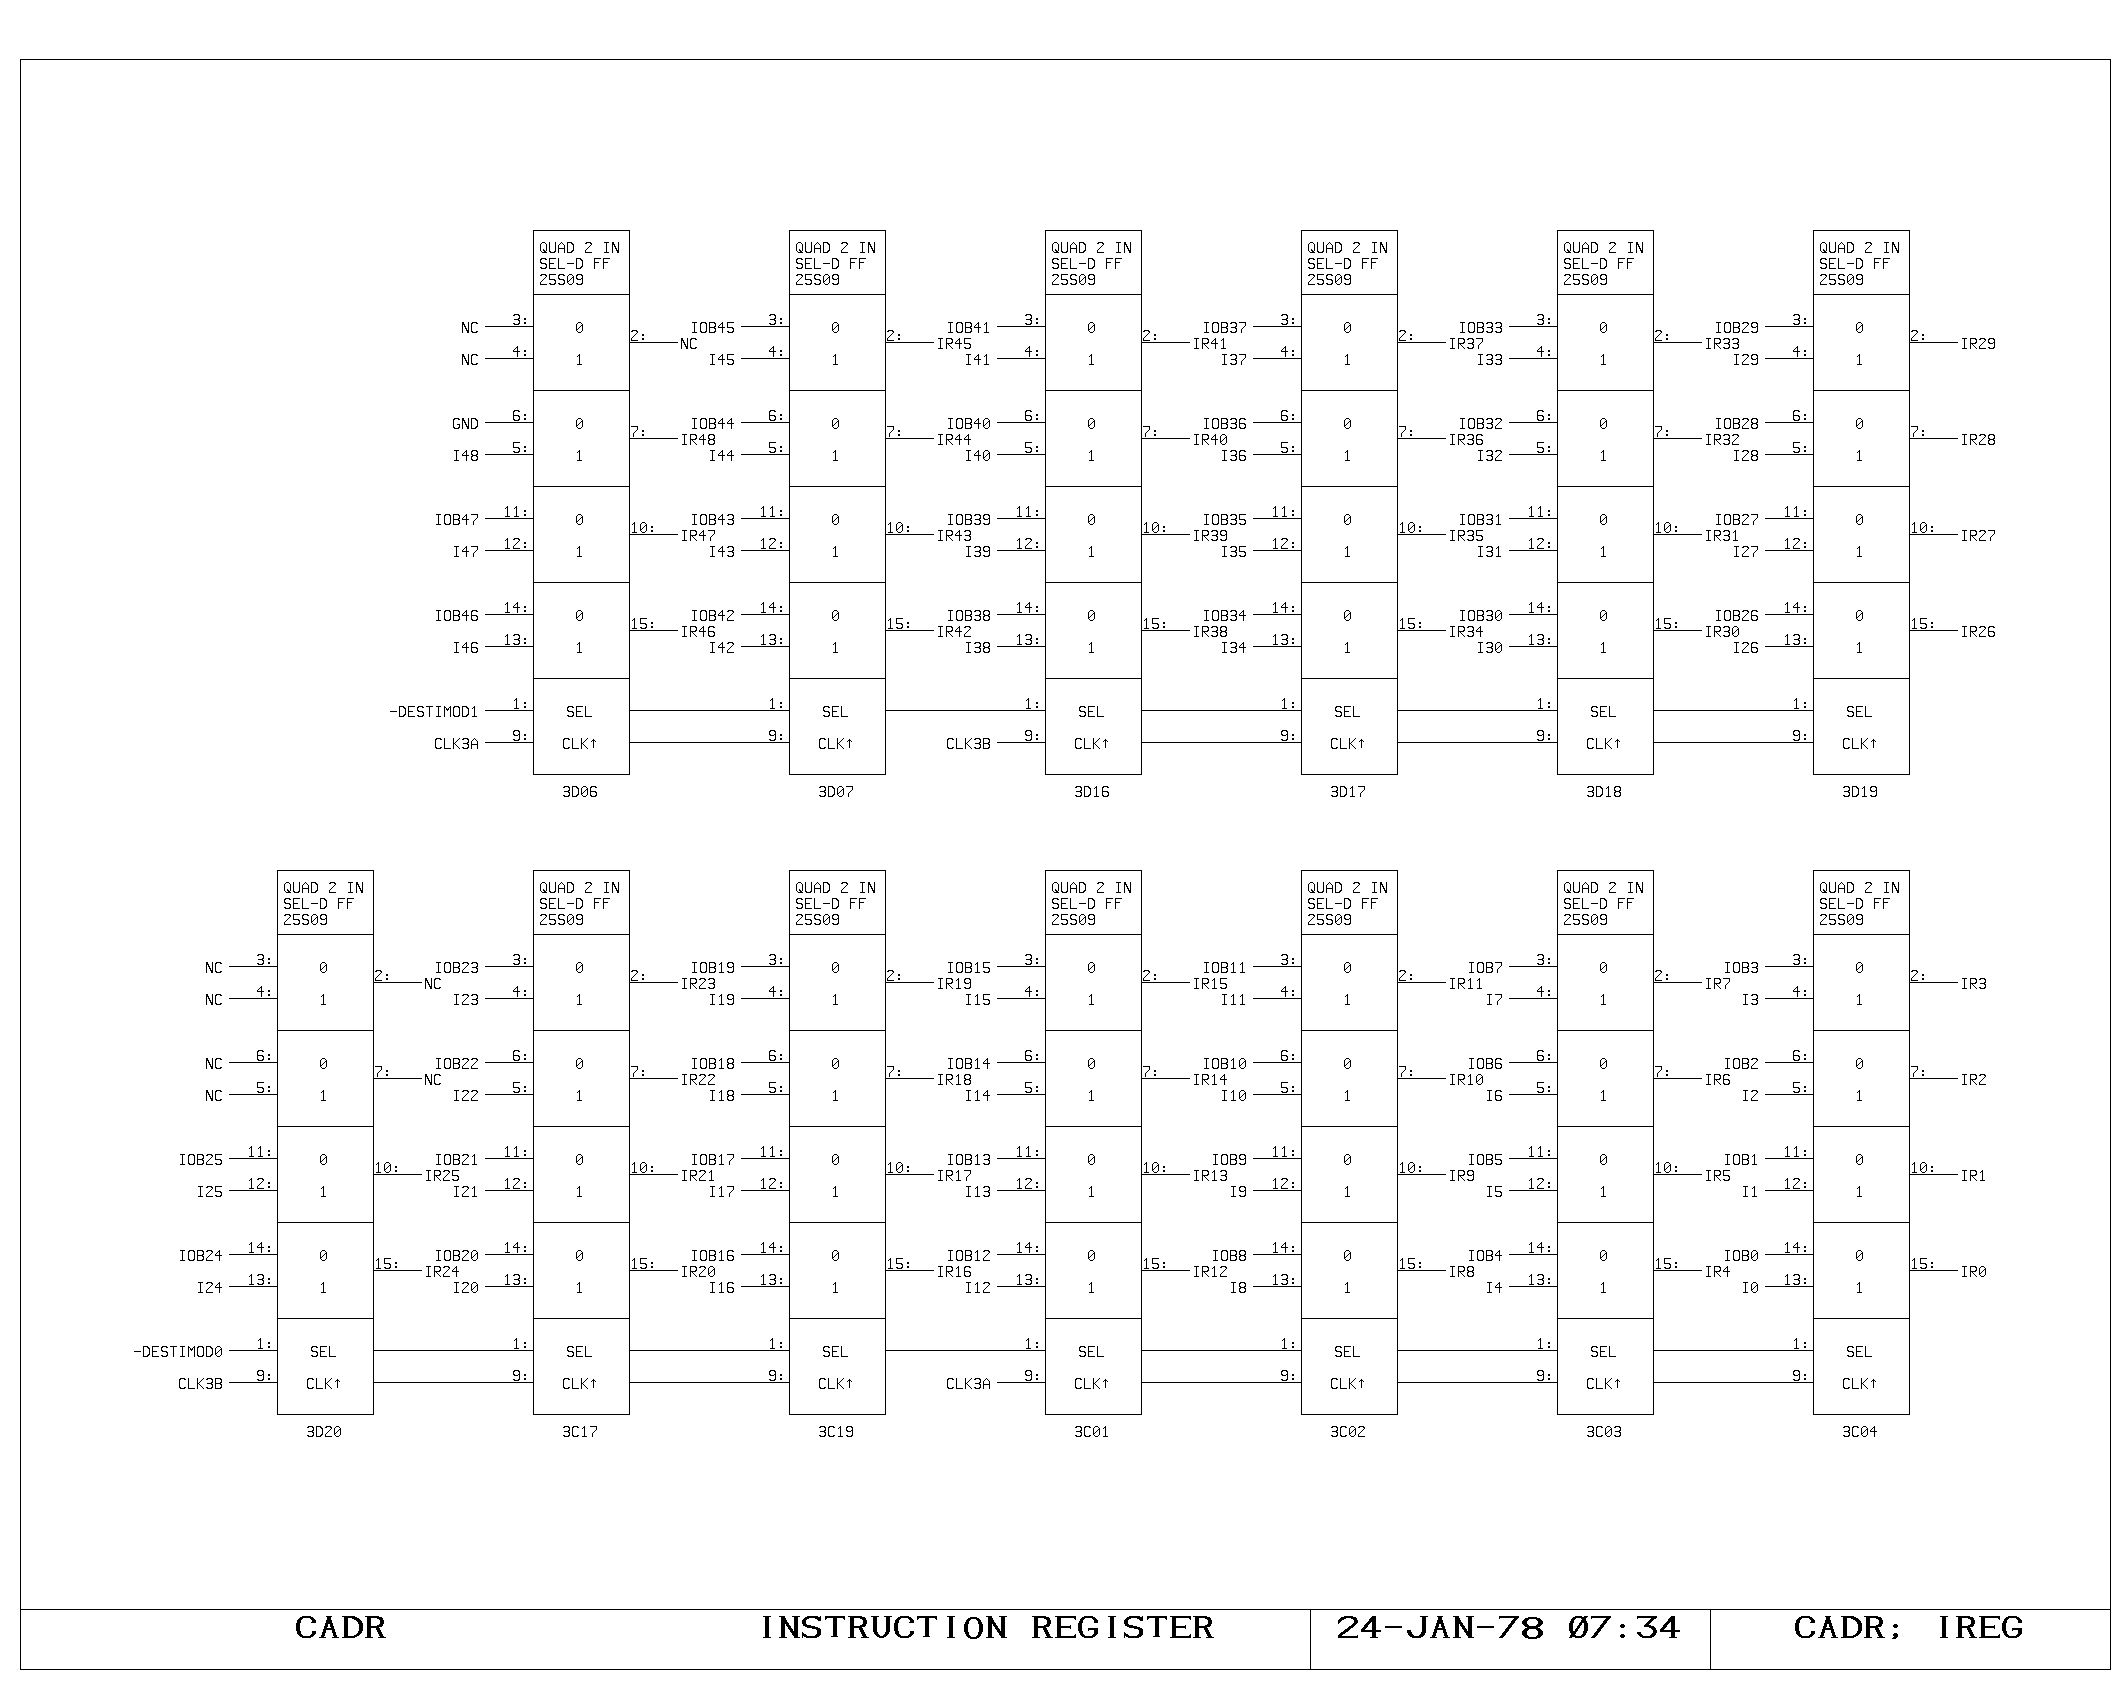 QUAD 2 IN QUAD 2 IN QUAD 2 IN QUAD 2 IN QUAD 2 IN QUAD 2 IN
SEL-D FF SEL-D FF SEL-D FF SEL-D FF SEL-D FF SEL-D FF
25S09 25S09 25S09 25S09 25S09 25S09
NC 3: 0 IOB45 3: 0 IOB41 3: 0 IOB37 3: 0 IOB33 3: 0 IOB29 3: 0
2: NC 2: IR45 2: IR41 2: IR37 2: IR33 2: IR29
NC 4: 1 I45 4: 1 I41 4: 1 I37 4: 1 I33 4: 1 I29 4: 1
GND 6: 0 IOB44 6: 0 IOB40 6: 0 IOB36 6: 0 IOB32 6: 0 IOB28 6: 0
7: IR48 7: IR44 7: IR40 7: IR36 7: IR32 7: IR28
I48 5: 1 I44 5: 1 I40 5: 1 I36 5: 1 I32 5: 1 I28 5: 1
IOB47 11: 0 IOB43 11: 0 IOB39 11: 0 IOB35 11: 0 IOB31 11: 0 IOB27 11: 0
10: IR47 10: IR43 10: IR39 10: IR35 10: IR31 10: IR27
I47 12: 1 I43 12: 1 I39 12: 1 I35 12: 1 I31 12: 1 I27 12: 1
IOB46 14: 0 IOB42 14: 0 IOB38 14: 0 IOB34 14: 0 IOB30 14: 0 IOB26 14: 0
15: IR46 15: IR42 15: IR38 15: IR34 15: IR30 15: IR26
I46 13: 1 I42 13: 1 I38 13: 1 I34 13: 1 I30 13: 1 I26 13: 1
-DESTIMOD1 1: SEL 1: SEL 1: SEL 1: SEL 1: SEL 1: SEL
CLK3A 9: CLK↑ 9: CLK↑ CLK3B 9: CLK↑ 9: CLK↑ 9: CLK↑ 9: CLK↑
3D06 3D07 3D16 3D17 3D18 3D19
QUAD 2 IN QUAD 2 IN QUAD 2 IN QUAD 2 IN QUAD 2 IN QUAD 2 IN QUAD 2 IN
SEL-D FF SEL-D FF SEL-D FF SEL-D FF SEL-D FF SEL-D FF SEL-D FF
25S09 25S09 25S09 25S09 25S09 25S09 25S09
NC 3: 0 IOB23 3: 0 IOB19 3: 0 IOB15 3: 0 IOB11 3: 0 IOB7 3: 0 IOB3 3: 0
2: NC 2: IR23 2: IR19 2: IR15 2: IR11 2: IR7 2: IR3
NC 4: 1 I23 4: 1 I19 4: 1 I15 4: 1 I11 4: 1 I7 4: 1 I3 4: 1
NC 6: 0 IOB22 6: 0 IOB18 6: 0 IOB14 6: 0 IOB10 6: 0 IOB6 6: 0 IOB2 6: 0
7: NC 7: IR22 7: IR18 7: IR14 7: IR10 7: IR6 7: IR2
NC 5: 1 I22 5: 1 I18 5: 1 I14 5: 1 I10 5: 1 I6 5: 1 I2 5: 1
IOB25 11: 0 IOB21 11: 0 IOB17 11: 0 IOB13 11: 0 IOB9 11: 0 IOB5 11: 0 IOB1 11: 0
10: IR25 10: IR21 10: IR17 10: IR13 10: IR9 10: IR5 10: IR1
I25 12: 1 I21 12: 1 I17 12: 1 I13 12: 1 I9 12: 1 I5 12: 1 I1 12: 1
IOB24 14: 0 IOB20 14: 0 IOB16 14: 0 IOB12 14: 0 IOB8 14: 0 IOB4 14: 0 IOB0 14: 0
15: IR24 15: IR20 15: IR16 15: IR12 15: IR8 15: IR4 15: IR0
I24 13: 1 I20 13: 1 I16 13: 1 I12 13: 1 I8 13: 1 I4 13: 1 I0 13: 1
-DESTIMOD0 1: SEL 1: SEL 1: SEL 1: SEL 1: SEL 1: SEL 1: SEL
CLK3B 9: CLK↑ 9: CLK↑ 9: CLK↑ CLK3A 9: CLK↑ 9: CLK↑ 9: CLK↑ 9: CLK↑
3D20 3C17 3C19 3C01 3C02 3C03 3C04
CADR INSTRUCTION REGISTER 24-JAN-78 07:34 CADR; IREG